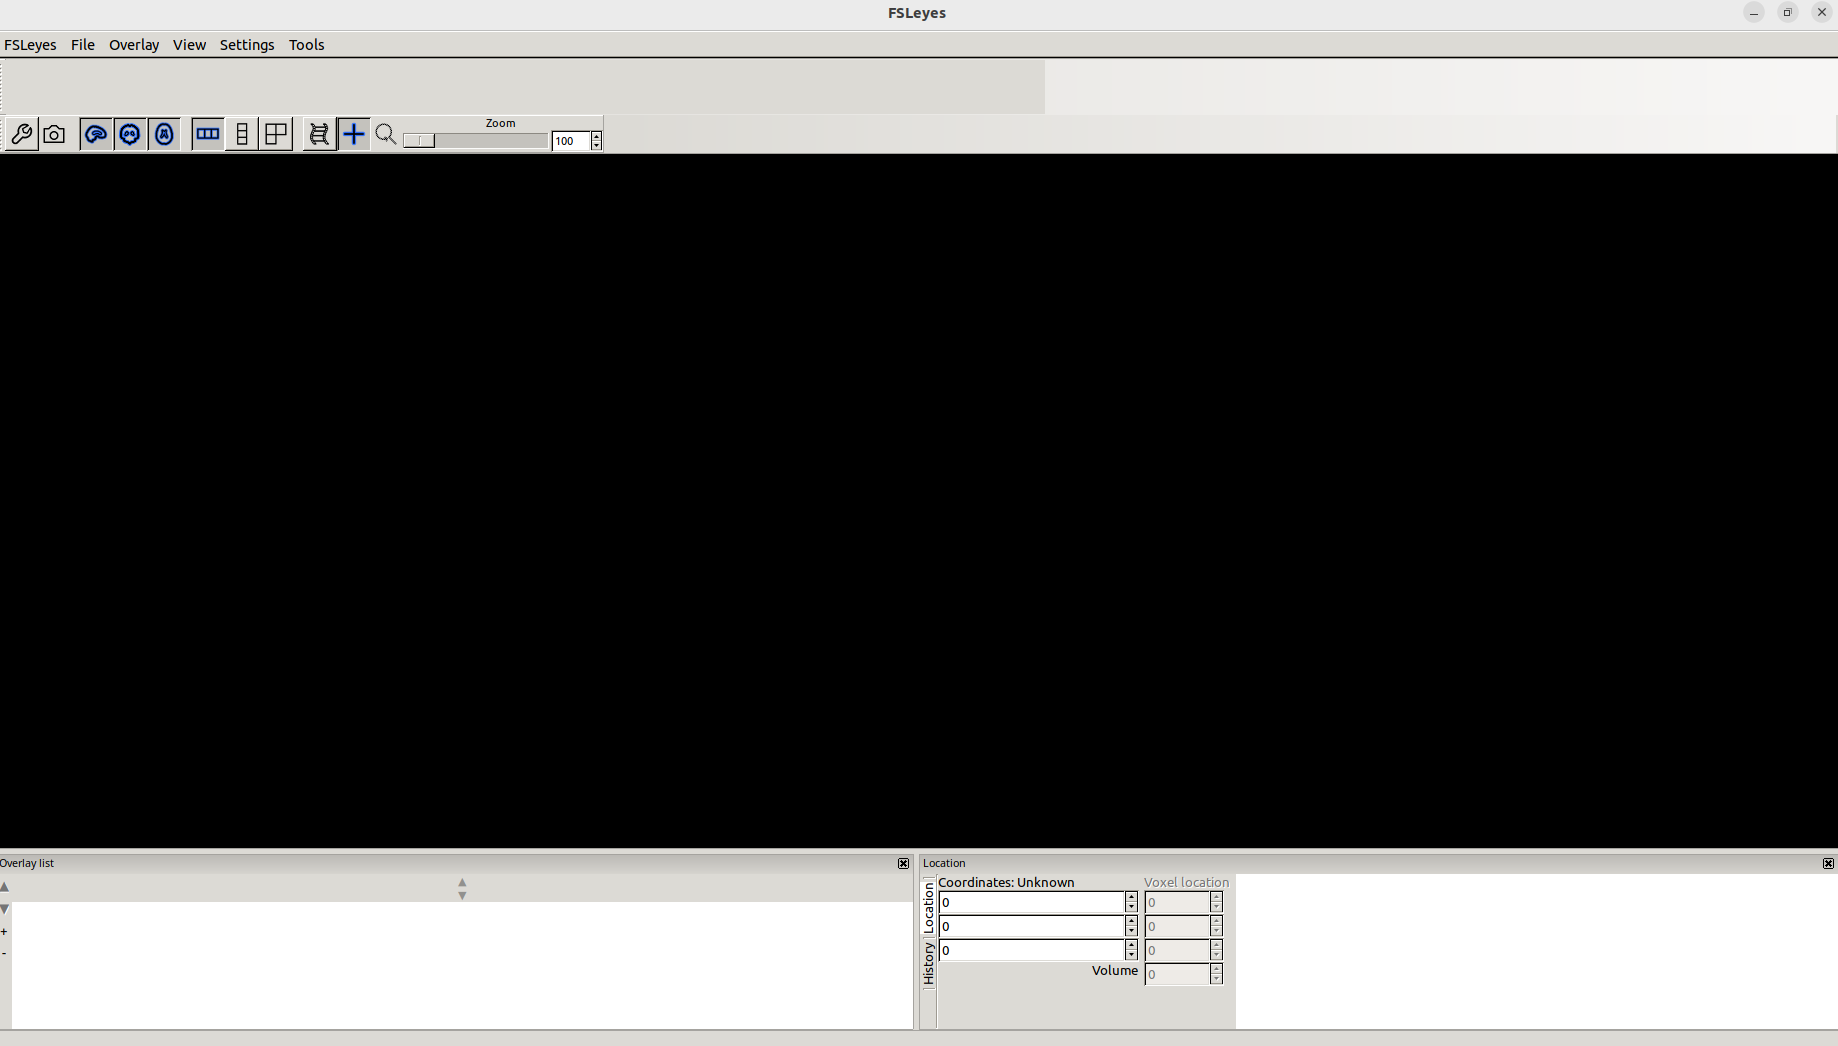 FSLeyes
FSLeyes File Overlay View Settings Tools
Zoom
100
Overlay list
Location
Location
History
Coordinates: Unknown
Voxel location
0
0
0
0
0
0
Volume
0
+
-